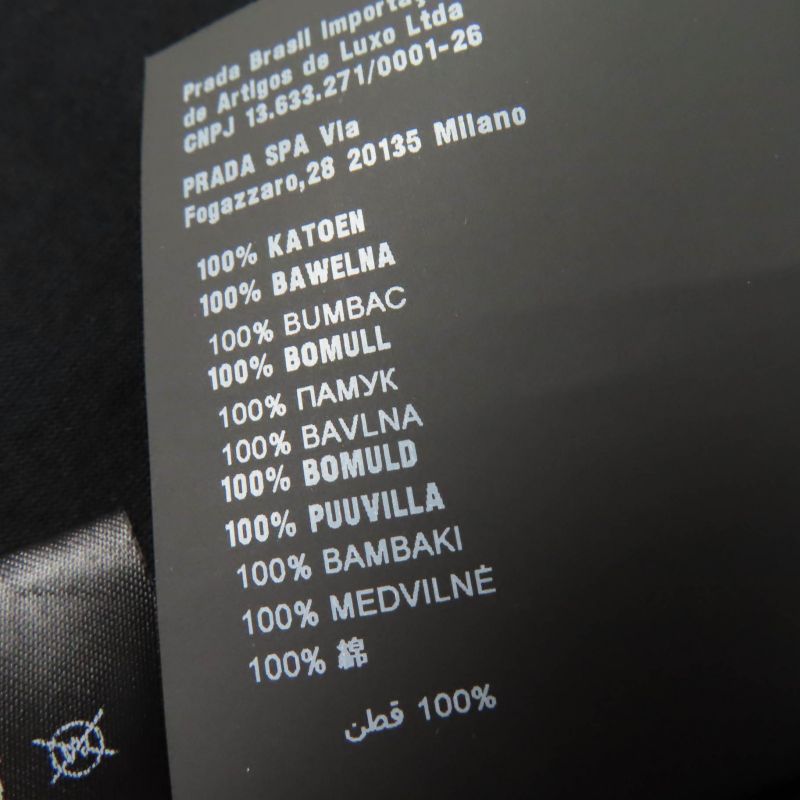 Prada Brasil Importaç
de Artigos de Luxo Ltda
CNPJ 13.633.271/0001-26
PRADA SPA Via
Fogazzaro,28 20135 Milano
100% KATOEN
100% BAWELNA
100% BUMBAC
100% BOMULL
100% ПАМУК
100% BAVLNA
100% BOMULD
100% PUUVILLA
100% BAMBAKI
100% MEDVILNĖ
100% 綿
100% قطن